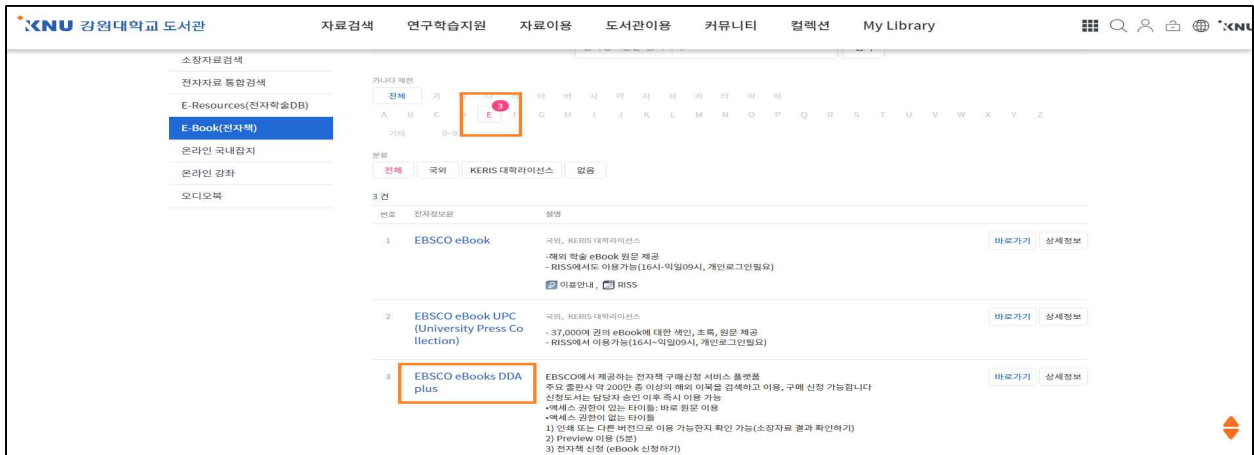 KNU 강원대학교 도서관
자료검색 연구학습지원 자료이용 도서관이용 커뮤니티 컬렉션 My Library
KNU
소장자료검색
전자자료 통합검색
E-Resources(전자학술DB)
E-Book(전자책)
온라인 국내잡지
온라인 강좌
오디오북
가나다 제한
전체 가 마 바 사 아 자 차 카 타 파 하
3
A B C D E F G H I J K L M N O P Q R S T U V W X Y Z
기타 0-9
분류
전체 국외 KERIS 대학라이선스 없음
3 건
번호 전자정보원 설명
1 EBSCO eBook 국외, KERIS 대학라이선스 바로가기 상세정보
-해외 학술 eBook 원문 제공
- RISS에서도 이용가능(16시-익일09시, 개인로그인필요)
이용안내, RISS
2 EBSCO eBook UPC (University Press Co llection) 국외, KERIS 대학라이선스 바로가기 상세정보
- 37,000여 권의 eBook에 대한 색인, 초록, 원문 제공
- RISS에서 이용가능(16시~익일09시, 개인로그인필요)
3 EBSCO eBooks DDA plus EBSCO에서 제공하는 전자책 구매신청 서비스 플랫폼 바로가기 상세정보
주요 출판사 약 200만 종 이상의 해외 이북을 검색하고 이용, 구매 신청 가능합니다
신청도서는 담당자 승인 이후 즉시 이용 가능
•액세스 권한이 있는 타이틀: 바로 원문 이용
•액세스 권한이 없는 타이틀
1) 인쇄 또는 다른 버전으로 이용 가능한지 확인 가능(소장자료 결과 확인하기)
2) Preview 이용 (5분)
3) 전자책 신청 (eBook 신청하기)